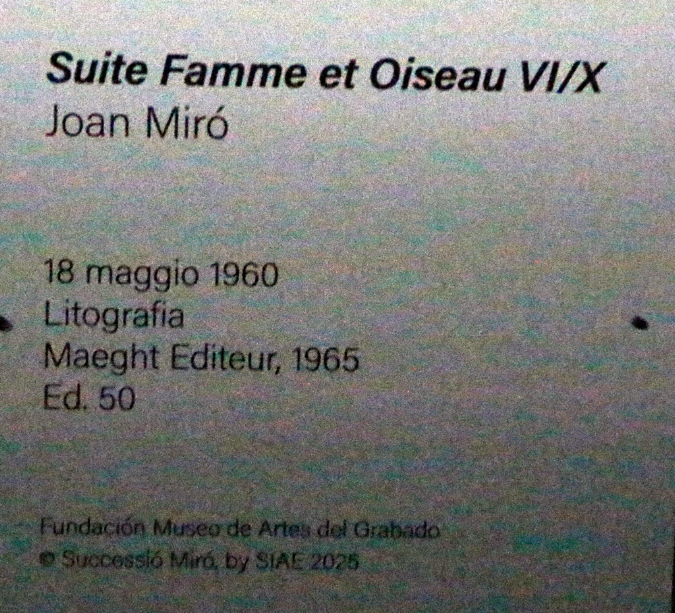 Suite Famme et Oiseau VI/X
Joan Miró
18 maggio 1960
Litografia
Maeght Editeur, 1965
Ed. 50
Fundación Museo de Artes del Grabado
© Successió Miró, by SIAE 2025